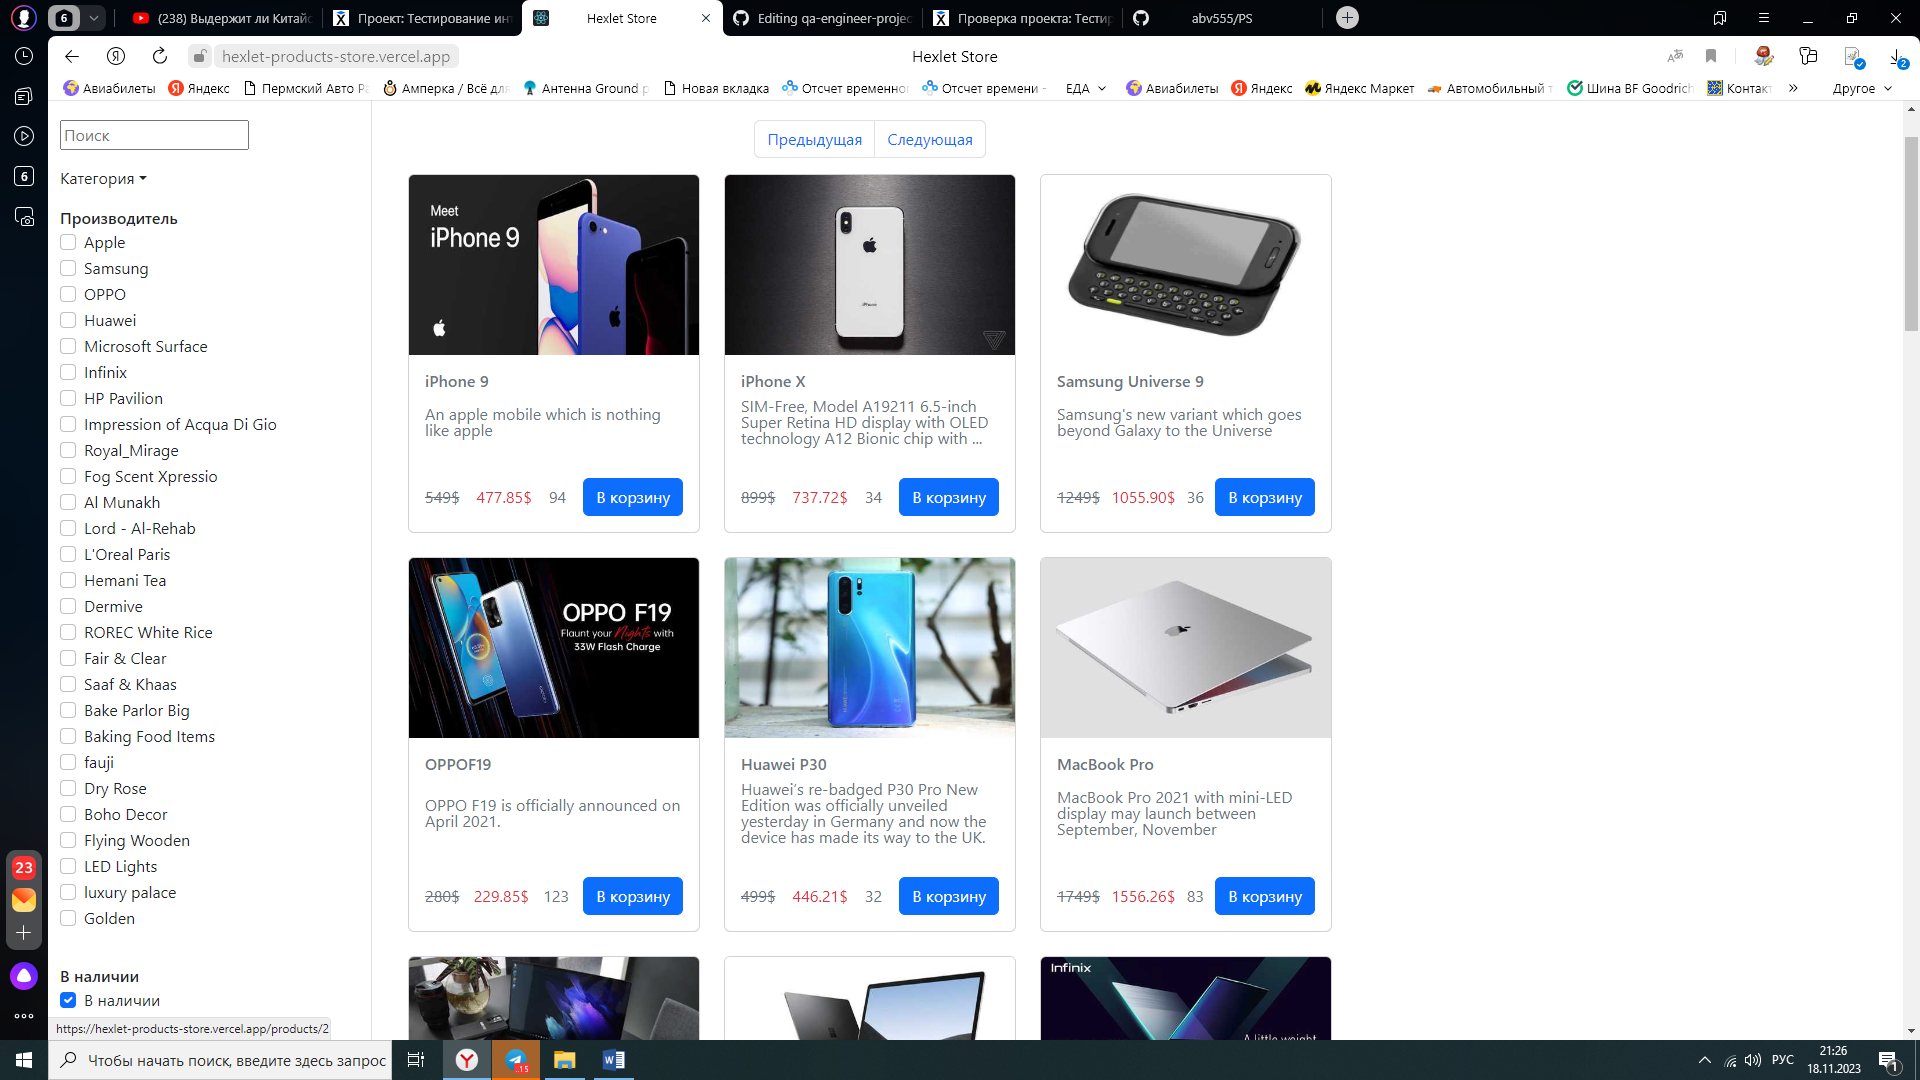 (238) Выдержит ли Китайс
Проект: Тестирование инт
Hexlet Store
Editing qa-engineer-projec
Проверка проекта: Тестир
abv555/PS
hexlet-products-store.vercel.app
Hexlet Store
2
Авиабилеты
Яндекс
Пермский Авто Ра
Амперка / Всё для
Антенна Ground p
Новая вкладка
Отсчет временног
Отсчет времени -
ЕДА
Авиабилеты
Яндекс
Яндекс Маркет
Автомобильный т
Шина BF Goodrich
Контакт
»
Другое
6
23
Поиск
Категория
Производитель
Apple
Samsung
OPPO
Huawei
Microsoft Surface
Infinix
HP Pavilion
Impression of Acqua Di Gio
Royal_Mirage
Fog Scent Xpressio
Al Munakh
Lord - Al-Rehab
L'Oreal Paris
Hemani Tea
Dermive
ROREC White Rice
Fair & Clear
Saaf & Khaas
Bake Parlor Big
Baking Food Items
fauji
Dry Rose
Boho Decor
Flying Wooden
LED Lights
luxury palace
Golden
В наличии
В наличии
https://hexlet-products-store.vercel.app/products/2
Предыдущая
Следующая
Meet
iPhone 9
iPhone 9
An apple mobile which is nothing
like apple
549$ 477.85$ 94 В корзину
iPhone
iPhone X
SIM-Free, Model A19211 6.5-inch
Super Retina HD display with OLED
technology A12 Bionic chip with ...
899$ 737.72$ 34 В корзину
Samsung Universe 9
Samsung's new variant which goes
beyond Galaxy to the Universe
1249$ 1055.90$ 36 В корзину
OPPO F19
Flaunt your Nights with
33W Flash Charge
OPPOF19
OPPO F19 is officially announced on
April 2021.
280$ 229.85$ 123 В корзину
Huawei P30
Huawei's re-badged P30 Pro New
Edition was officially unveiled
yesterday in Germany and now the
device has made its way to the UK.
499$ 446.21$ 32 В корзину
MacBook Pro
MacBook Pro 2021 with mini-LED
display may launch between
September, November
1749$ 1556.26$ 83 В корзину
Infinix
A little weight
Чтобы начать поиск, введите здесь запрос
..15
РУС
21:26
18.11.2023
1